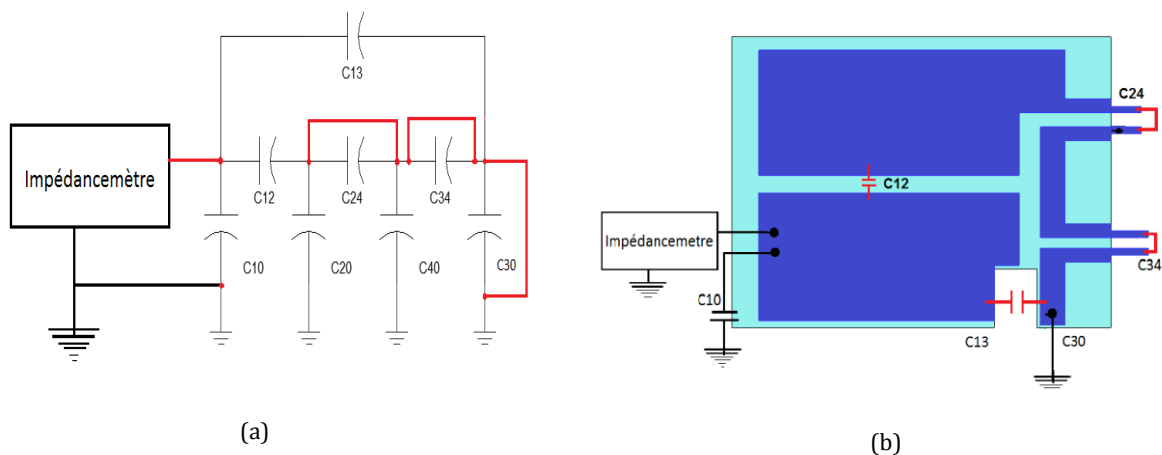 C13
Impédancemètre
C12
C24
C34
C10
C20
C40
C30
(a)
C24
C12
Impédancemetre
C34
C10
C13
C30
(b)